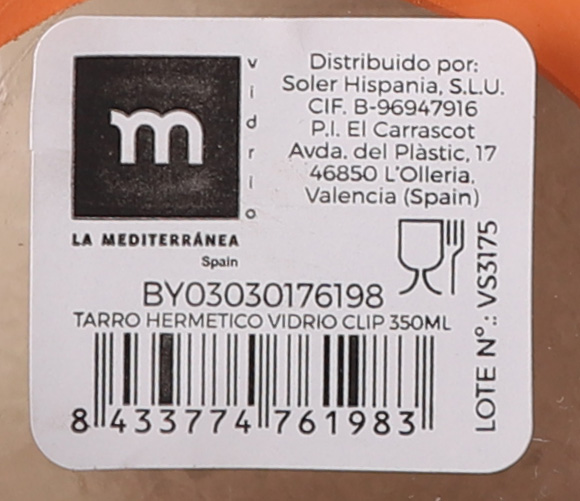 m
vidrio
LA MEDITERRÁNEA
Spain
Distribuido por:
Soler Hispania, S.L.U.
CIF. B-96947916
P.I. El Carrascot
Avda. del Plàstic, 17
46850 L'Olleria,
Valencia (Spain)
BY03030176198
TARRO HERMETICO VIDRIO CLIP 350ML
8 433774 761983
LOTE Nº.: VS3175